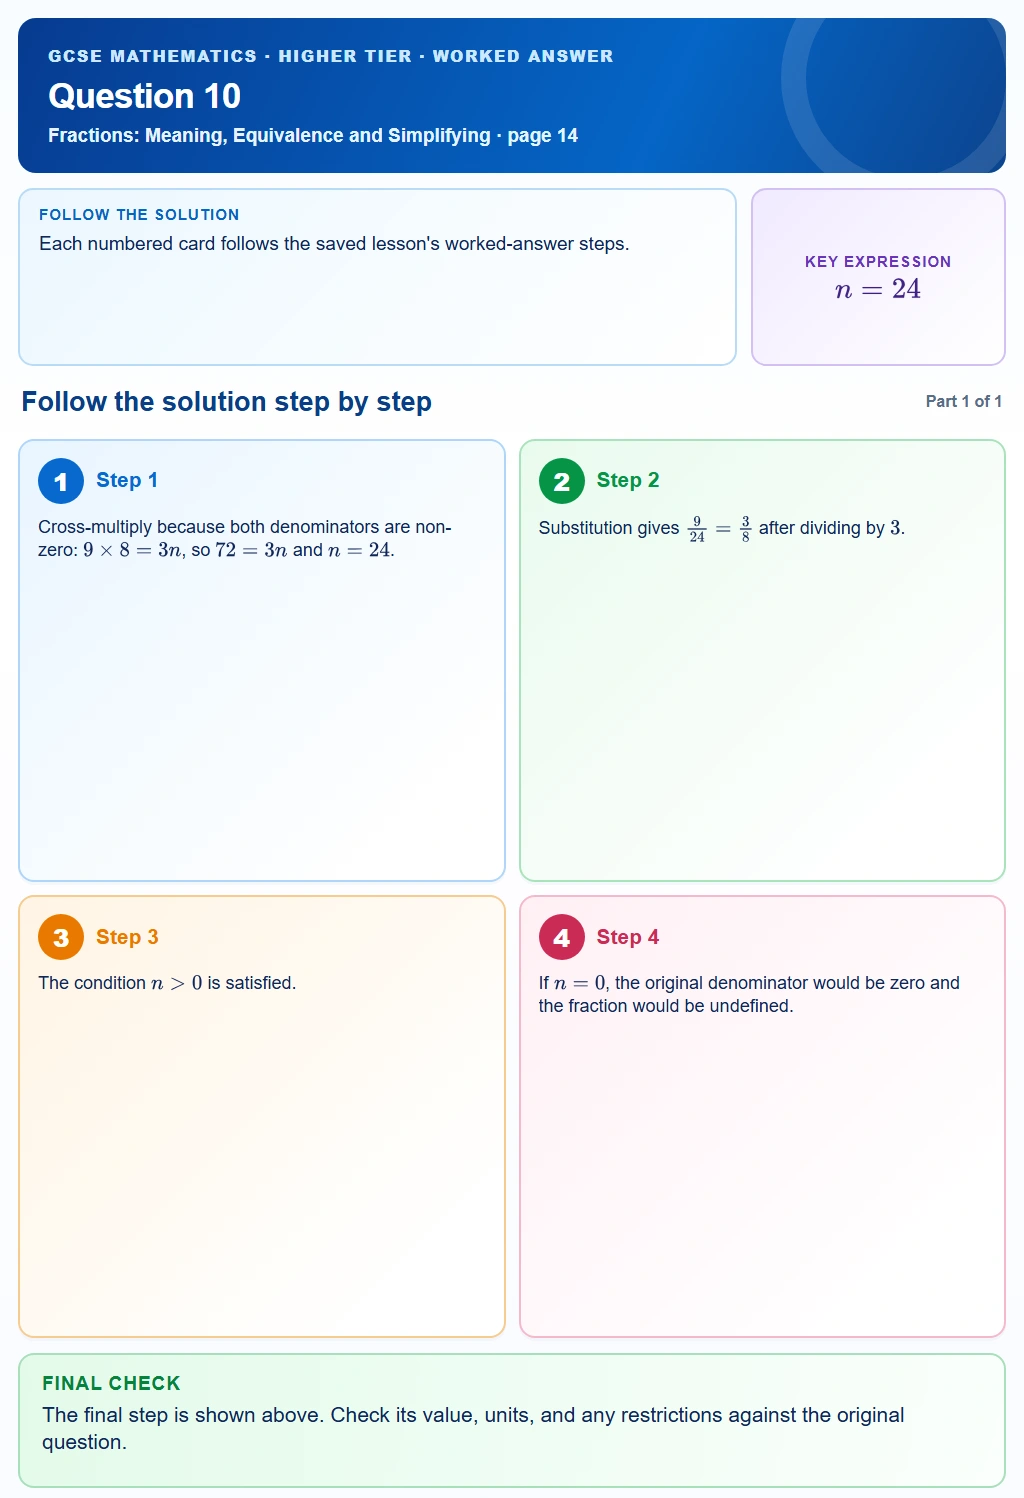 GCSE MATHEMATICS · HIGHER TIER · WORKED ANSWER
Question 10
Fractions: Meaning, Equivalence and Simplifying · page 14
FOLLOW THE SOLUTION
Each numbered card follows the saved lesson's worked-answer steps.
KEY EXPRESSION
n = 24
Follow the solution step by step
Part 1 of 1
1 Step 1
Cross-multiply because both denominators are non-
zero: 9 × 8 = 3n, so 72 = 3n and n = 24.
2 Step 2
Substitution gives 9/24 = 3/8 after dividing by 3.
3 Step 3
The condition n > 0 is satisfied.
4 Step 4
If n = 0, the original denominator would be zero and
the fraction would be undefined.
FINAL CHECK
The final step is shown above. Check its value, units, and any restrictions against the original
question.